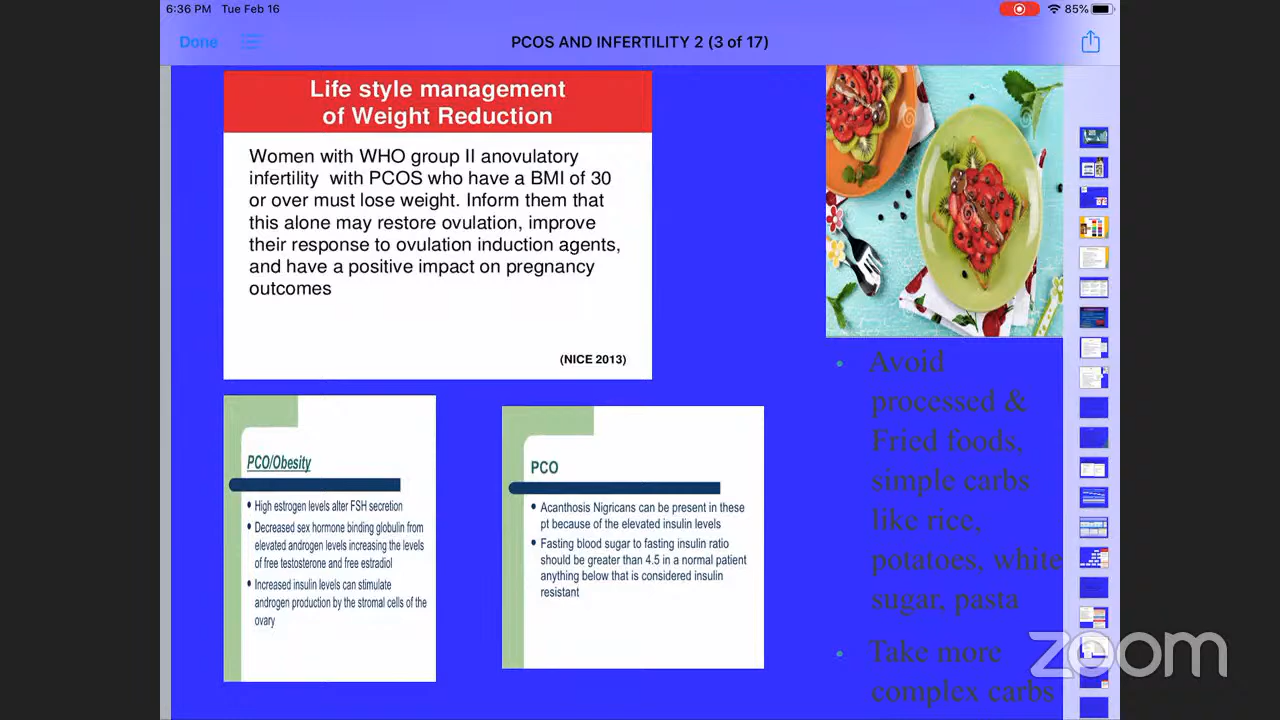 6:36 PM Tue Feb 16
85%
Done
PCOS AND INFERTILITY 2 (3 of 17)
Life style management
of Weight Reduction
Women with WHO group II anovulatory
infertility with PCOS who have a BMI of 30
or over must lose weight. Inform them that
this alone may restore ovulation, improve
their response to ovulation induction agents,
and have a positive impact on pregnancy
outcomes
(NICE 2013)
PCO/Obesity
• High estrogen levels alter FSH secretion
• Decreased sex hormone binding globulin from
elevated androgen levels increasing the levels
of free testosterone and free estradiol
• Increased insulin levels can stimulate
androgen production by the stromal cells of the
ovary
PCO
• Acanthosis Nigricans can be present in these
pt because of the elevated insulin levels
• Fasting blood sugar to fasting insulin ratio
should be greater than 4.5 in a normal patient
anything below that is considered insulin
resistant
• Avoid
processed &
Fried foods,
simple carbs
like rice,
potatoes, white
sugar, pasta
• Take more
complex carbs
zoom